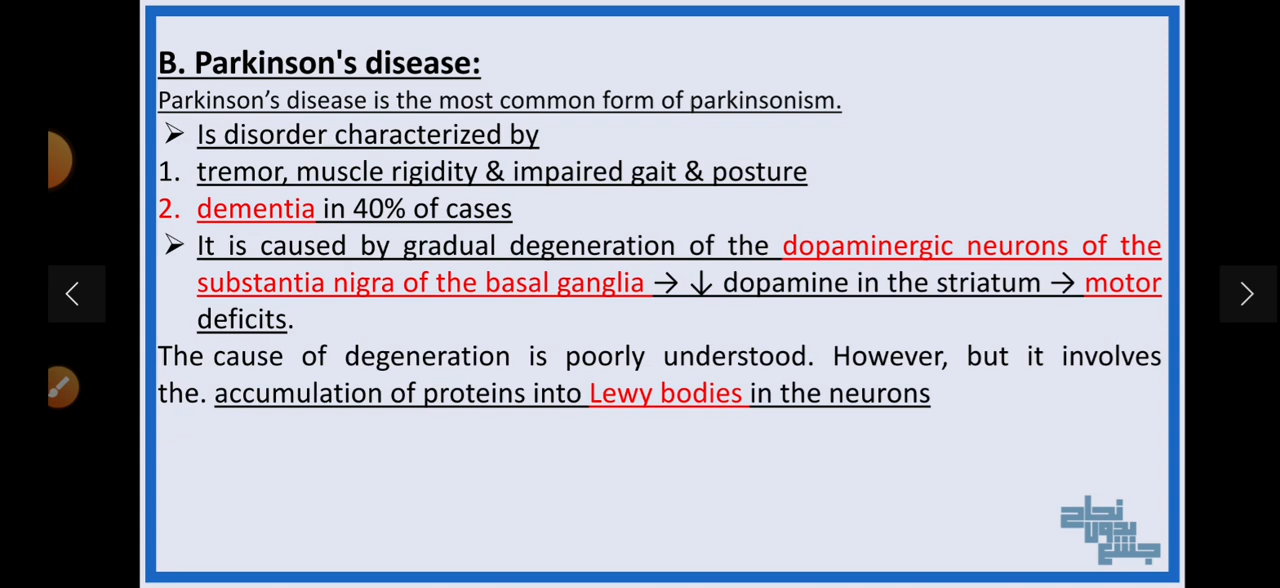 B. Parkinson's disease:
Parkinson’s disease is the most common form of parkinsonism.
➢ Is disorder characterized by
1. tremor, muscle rigidity & impaired gait & posture
2. dementia in 40% of cases
➢ It is caused by gradual degeneration of the dopaminergic neurons of the
substantia nigra of the basal ganglia → ↓ dopamine in the striatum → motor
deficits.
The cause of degeneration is poorly understood. However, but it involves
the. accumulation of proteins into Lewy bodies in the neurons
نجاح
بدون
جشع